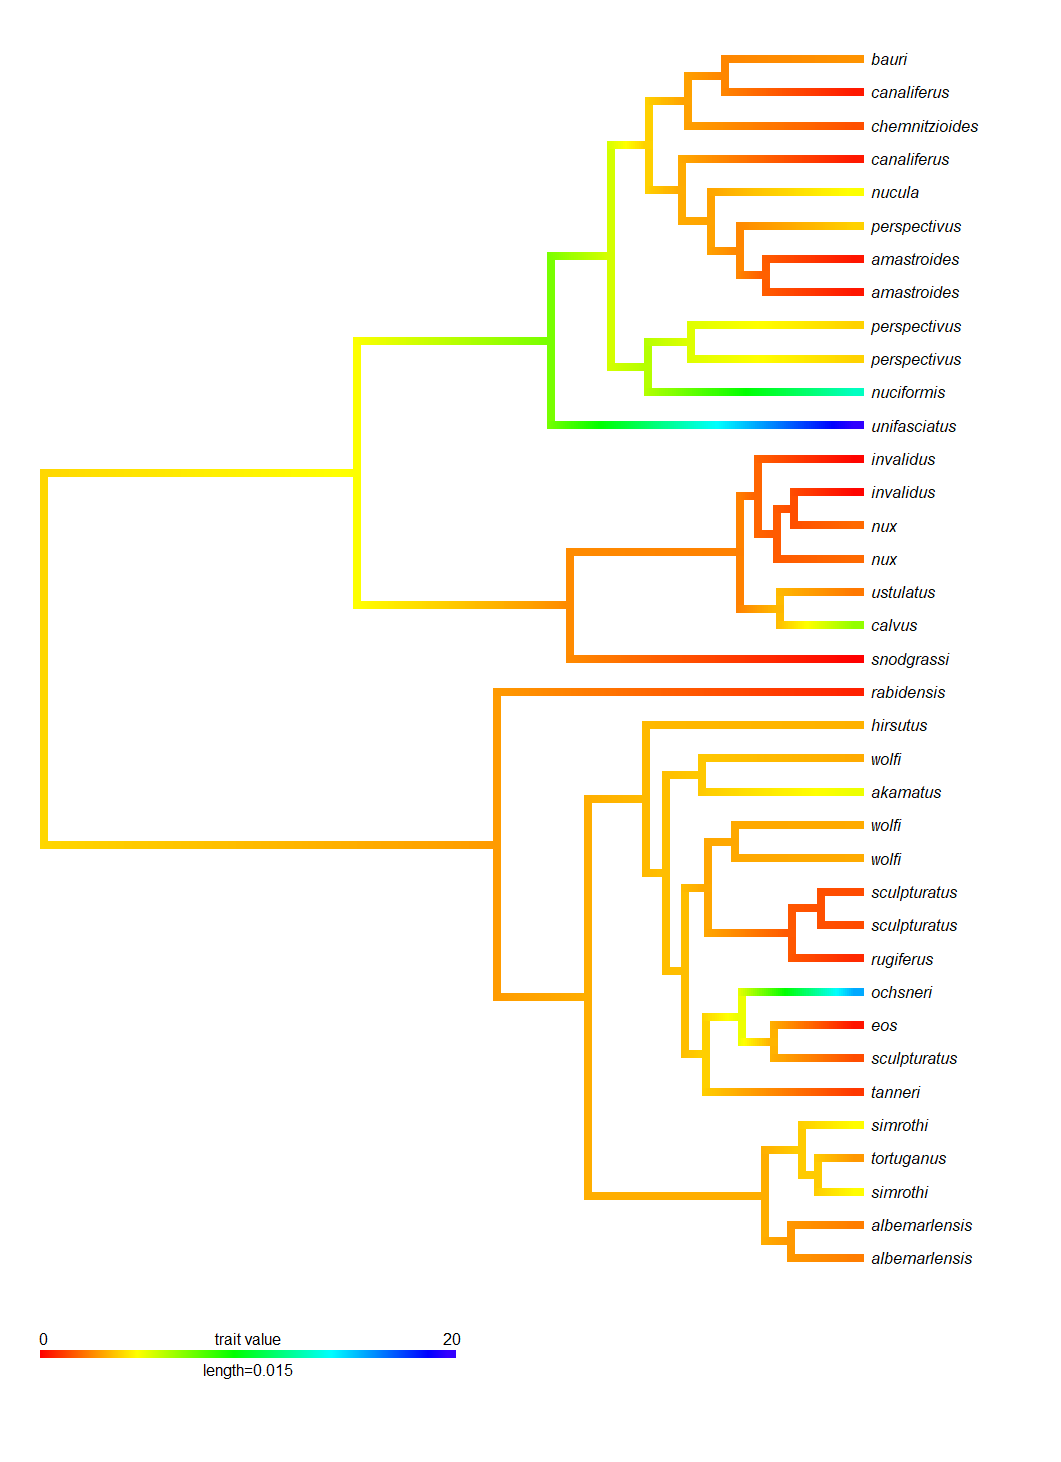 bauri
canaliferus
chemnitzioides
canaliferus
nucula
perspectivus
amastroides
amastroides
perspectivus
perspectivus
nuciformis
unifasciatus
invalidus
invalidus
nux
nux
ustulatus
calvus
snodgrassi
rabidensis
hirsutus
wolfi
akamatus
wolfi
wolfi
sculpturatus
sculpturatus
rugiferus
ochsneri
eos
sculpturatus
tanneri
simrothi
tortuganus
simrothi
albemarlensis
albemarlensis
0 trait value 20
length=0.015